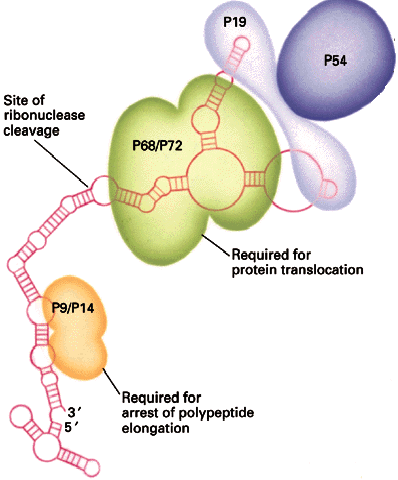 P19
P54
Site of
ribonuclease
cleavage
P68/P72
Required for
protein translocation
P9/P14
Required for
arrest of polypeptide
elongation
3′
5′